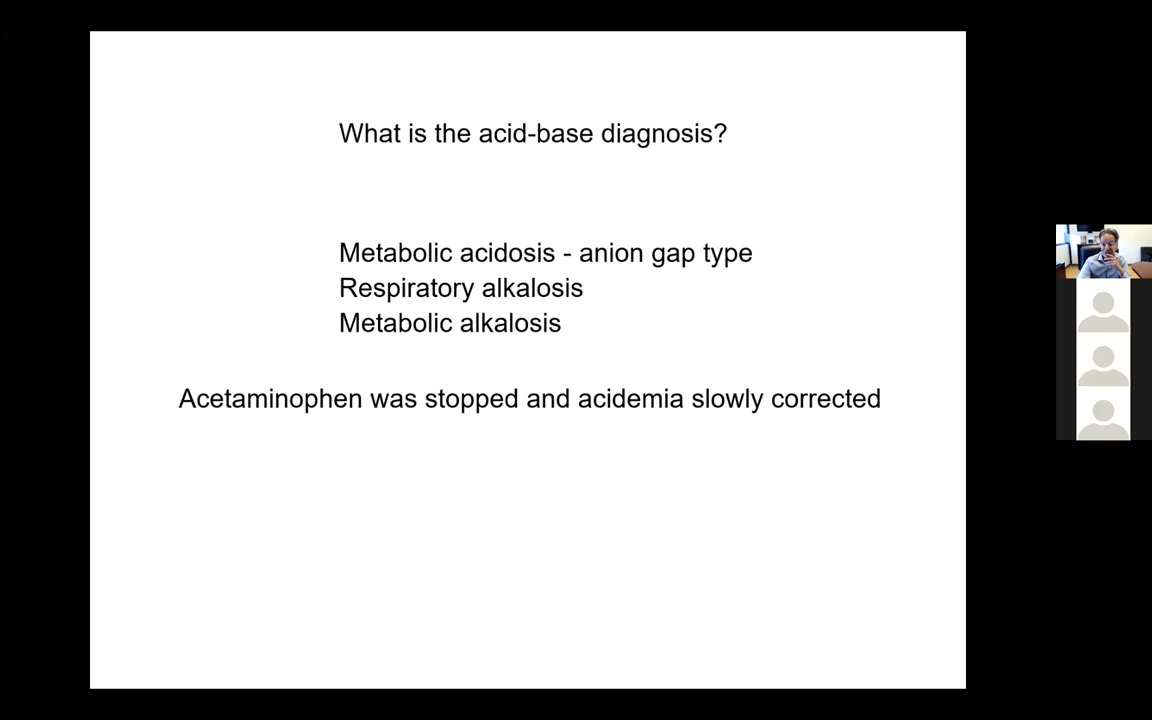 What is the acid-base diagnosis?
Metabolic acidosis - anion gap type
Respiratory alkalosis
Metabolic alkalosis
Acetaminophen was stopped and acidemia slowly corrected